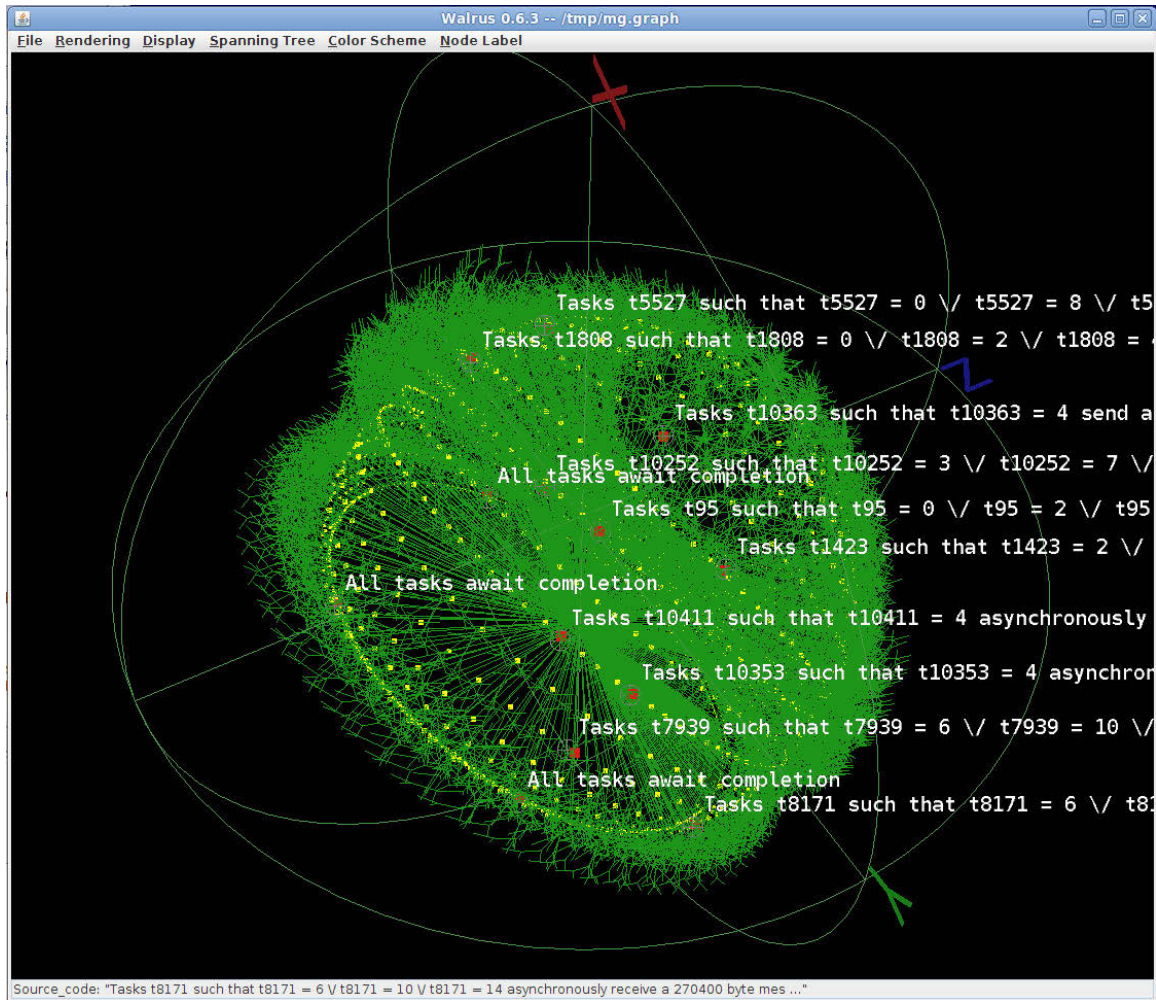 Walrus 0.6.3 -- /tmp/mg.graph
File Rendering Display Spanning Tree Color Scheme Node Label
X
Tasks t5527 such that t5527 = 0 \/ t5527 = 8 \/ t5
Tasks t1808 such that t1808 = 0 \/ t1808 = 2 \/ t1808 =
Z
Tasks t10363 such that t10363 = 4 send a
Tasks t10252 such that t10252 = 3 \/ t10252 = 7 \/
All tasks await completion
Tasks t95 such that t95 = 0 \/ t95 = 2 \/ t95
Tasks t1423 such that t1423 = 2 \/
All tasks await completion
Tasks t10411 such that t10411 = 4 asynchronously
Tasks t10353 such that t10353 = 4 asynchron
Tasks t7939 such that t7939 = 6 \/ t7939 = 10 \/
All tasks await completion
Tasks t8171 such that t8171 = 6 \/ t81
Y
Source_code: "Tasks t8171 such that t8171 = 6 \/ t8171 = 10 \/ t8171 = 14 asynchronously receive a 270400 byte mes ..."